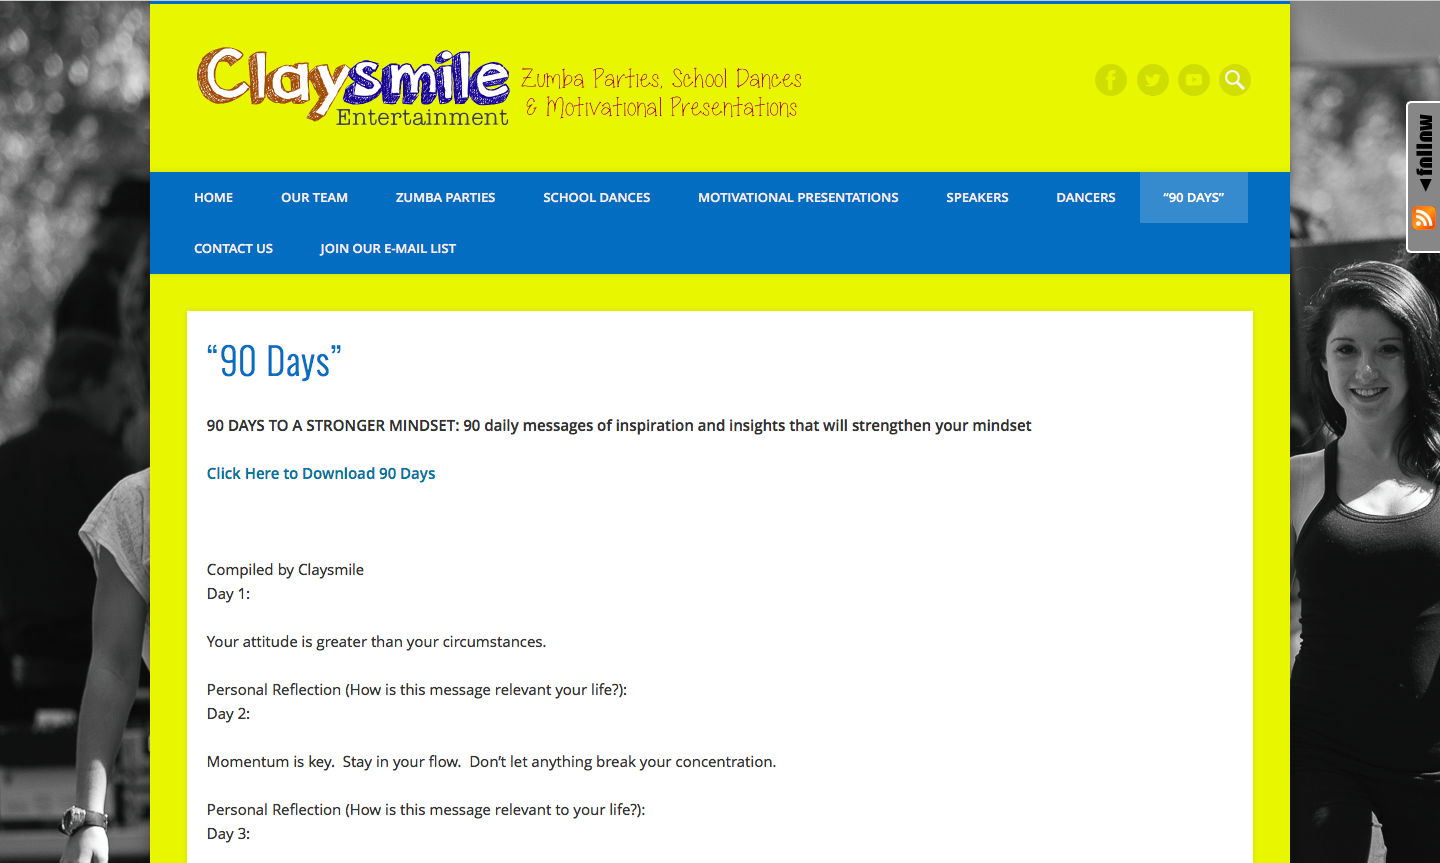 Claysmile
Entertainment
Zumba Parties, School Dances
& Motivational Presentations
follow
HOME OUR TEAM ZUMBA PARTIES SCHOOL DANCES MOTIVATIONAL PRESENTATIONS SPEAKERS DANCERS “90 DAYS”
CONTACT US JOIN OUR E-MAIL LIST
“90 Days”
90 DAYS TO A STRONGER MINDSET: 90 daily messages of inspiration and insights that will strengthen your mindset
Click Here to Download 90 Days
Compiled by Claysmile
Day 1:
Your attitude is greater than your circumstances.
Personal Reflection (How is this message relevant your life?):
Day 2:
Momentum is key.  Stay in your flow.  Don’t let anything break your concentration.
Personal Reflection (How is this message relevant to your life?):
Day 3: